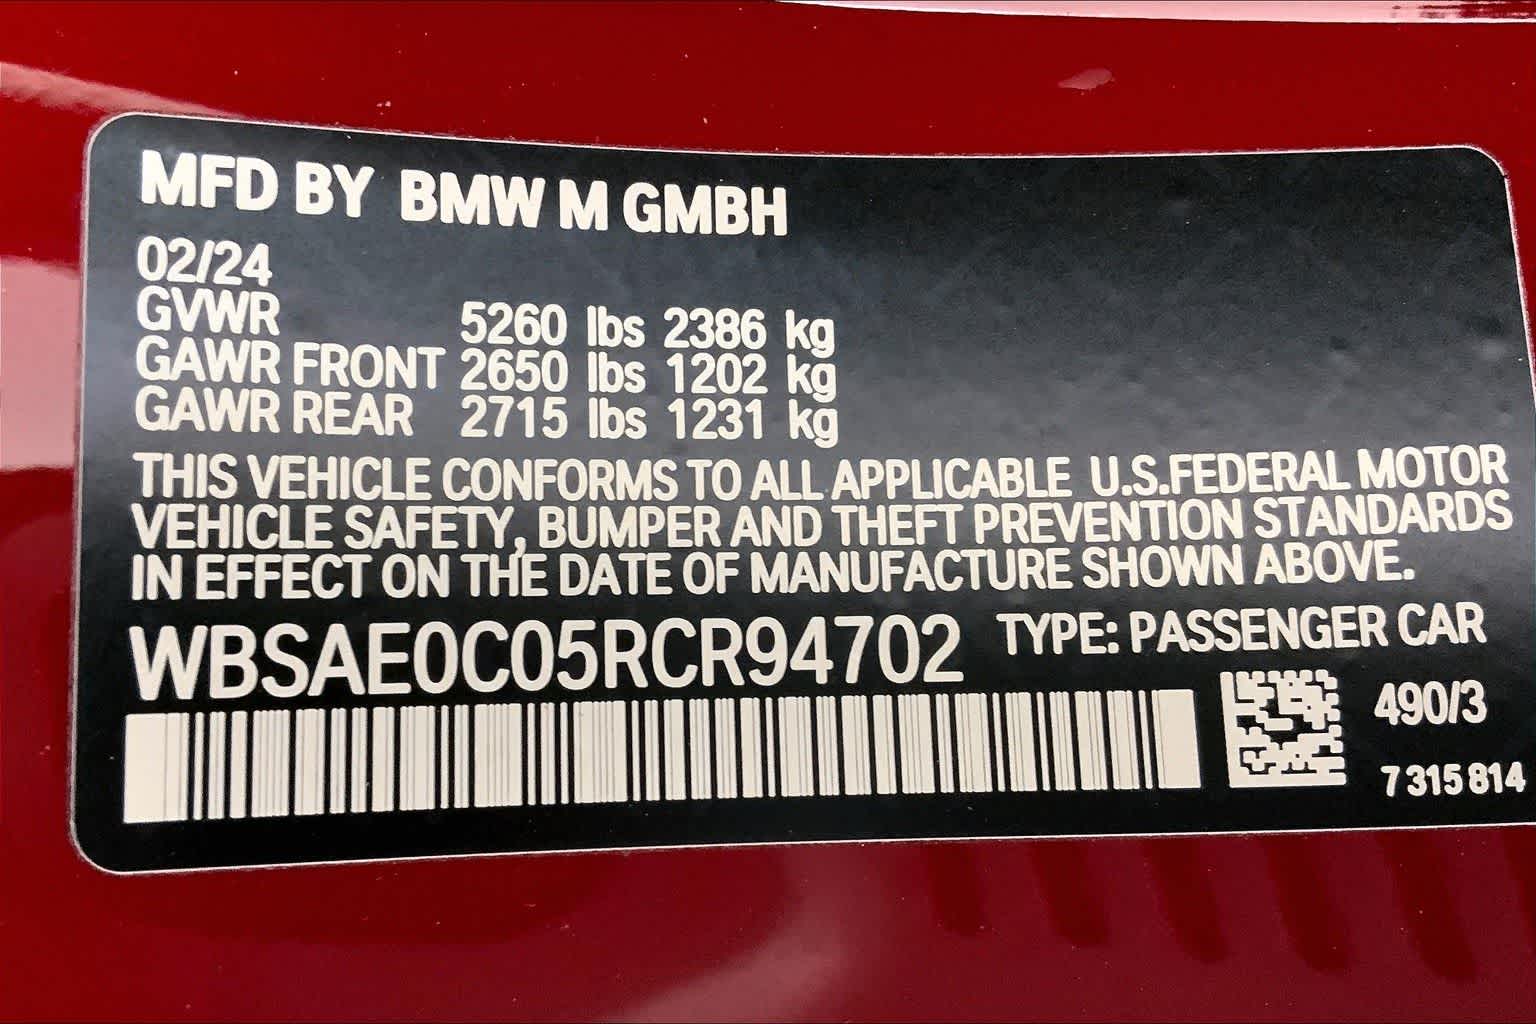 MFD BY BMW M GMBH
02/24
GVWR 5260 lbs 2386 kg
GAWR FRONT 2650 lbs 1202 kg
GAWR REAR 2715 lbs 1231 kg
THIS VEHICLE CONFORMS TO ALL APPLICABLE U.S.FEDERAL MOTOR
VEHICLE SAFETY, BUMPER AND THEFT PREVENTION STANDARDS
IN EFFECT ON THE DATE OF MANUFACTURE SHOWN ABOVE.
WBSAE0C05RCR94702 TYPE: PASSENGER CAR
490/3
7 315 814